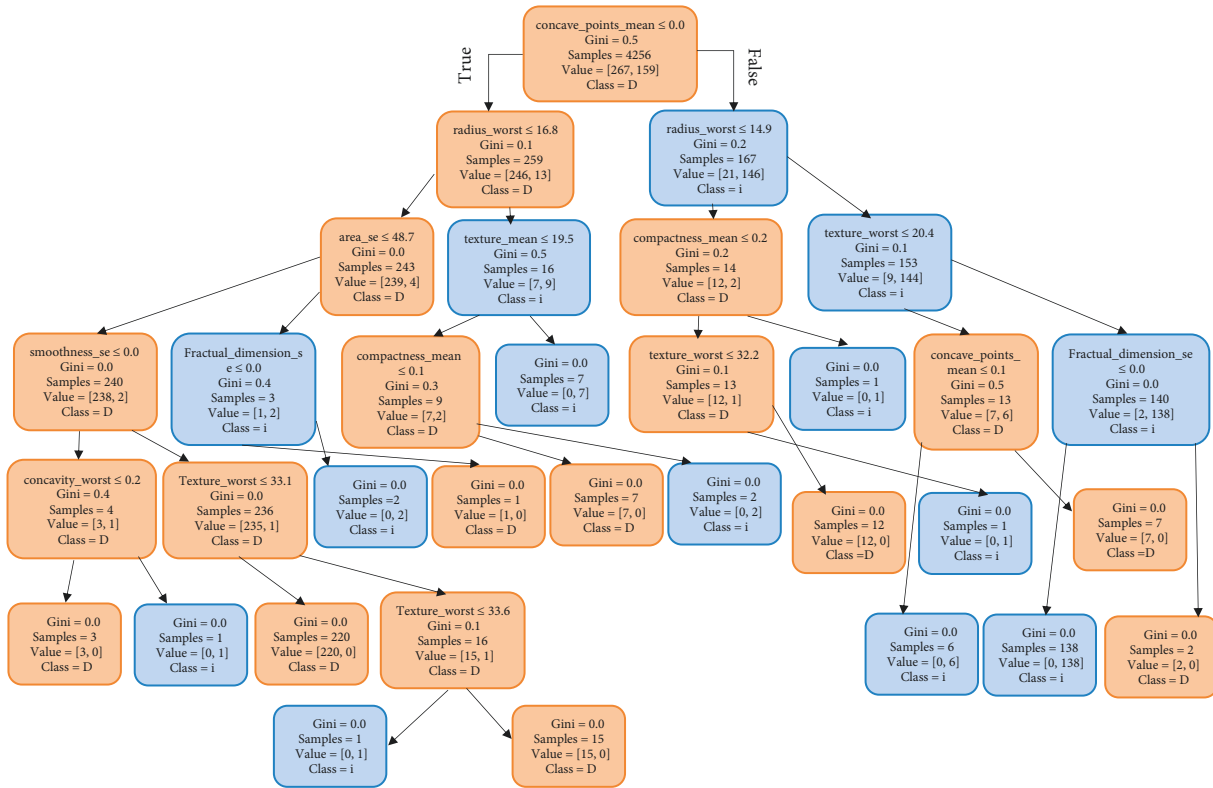 concave_points_mean ≤ 0.0
Gini = 0.5
Samples = 4256
Value = [267, 159]
Class = D
True
False
radius_worst ≤ 16.8
Gini = 0.1
Samples = 259
Value = [246, 13]
Class = D
radius_worst ≤ 14.9
Gini = 0.2
Samples = 167
Value = [21, 146]
Class = i
area_se ≤ 48.7
Gini = 0.0
Samples = 243
Value = [239, 4]
Class = D
texture_mean ≤ 19.5
Gini = 0.5
Samples = 16
Value = [7, 9]
Class = i
compactness_mean ≤ 0.2
Gini = 0.2
Samples = 14
Value = [12, 2]
Class = D
texture_worst ≤ 20.4
Gini = 0.1
Samples = 153
Value = [9, 144]
Class = i
smoothness_se ≤ 0.0
Gini = 0.0
Samples = 240
Value = [238, 2]
Class = D
Fractual_dimension_s
e ≤ 0.0
Gini = 0.4
Samples = 3
Value = [1, 2]
Class = i
compactness_mean
≤ 0.1
Gini = 0.3
Samples = 9
Value = [7,2]
Class = D
Gini = 0.0
Samples = 7
Value = [0, 7]
Class = i
texture_worst ≤ 32.2
Gini = 0.1
Samples = 13
Value = [12, 1]
Class = D
Gini = 0.0
Samples = 1
Value = [0, 1]
Class = i
concave_points_
mean ≤ 0.1
Gini = 0.5
Samples = 13
Value = [7, 6]
Class = D
Fractual_dimension_se
≤ 0.0
Gini = 0.0
Samples = 140
Value = [2, 138]
Class = i
concavity_worst ≤ 0.2
Gini = 0.4
Samples = 4
Value = [3, 1]
Class = D
Texture_worst ≤ 33.1
Gini = 0.0
Samples = 236
Value = [235, 1]
Class = D
Gini = 0.0
Samples =2
Value = [0, 2]
Class = i
Gini = 0.0
Samples = 1
Value = [1, 0]
Class = D
Gini = 0.0
Samples = 7
Value = [7, 0]
Class = D
Gini = 0.0
Samples = 2
Value = [0, 2]
Class = i
Gini = 0.0
Samples = 12
Value = [12, 0]
Class =D
Gini = 0.0
Samples = 1
Value = [0, 1]
Class = i
Gini = 0.0
Samples = 7
Value = [7, 0]
Class =D
Gini = 0.0
Samples = 3
Value = [3, 0]
Class = D
Gini = 0.0
Samples = 1
Value = [0, 1]
Class = i
Gini = 0.0
Samples = 220
Value = [220, 0]
Class = D
Texture_worst ≤ 33.6
Gini = 0.1
Samples = 16
Value = [15, 1]
Class = D
Gini = 0.0
Samples = 6
Value = [0, 6]
Class = i
Gini = 0.0
Samples = 138
Value = [0, 138]
Class = i
Gini = 0.0
Samples = 2
Value = [2, 0]
Class = D
Gini = 0.0
Samples = 1
Value = [0, 1]
Class = i
Gini = 0.0
Samples = 15
Value = [15, 0]
Class = D